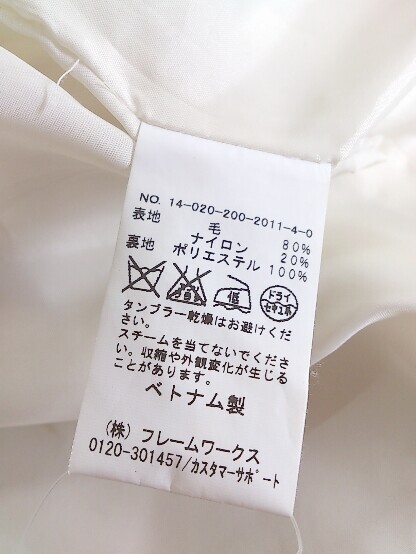 NO. 14-020-200-2011-4-0
表地 毛 80%
ナイロン 20%
裏地 ポリエステル 100%
低 ドライ セキユ系
タンブラー乾燥はお避けくだ
さい。
スチームを当てないでくださ
い。収縮や外観変化が生じる
ことがあります。
ベトナム製
(株) フレームワークス
0120-301457/カスタマーサポート